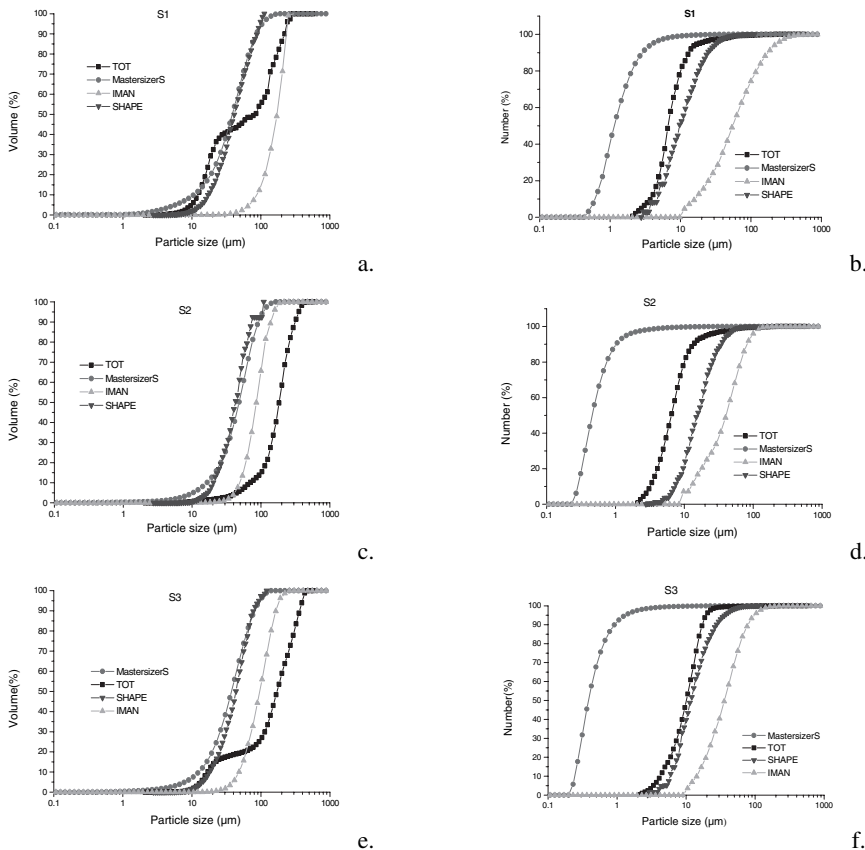 S1
100
90
80
70
60
50
40
30
20
10
0
Volume (%)
TOT
MastersizerS
IMAN
SHAPE
0.1 1 10 100 1000
Particle size (µm)
a.
S1
100
80
60
40
20
0
Number (%)
TOT
MastersizerS
IMAN
SHAPE
0.1 1 10 100 1000
Particle size (µm)
b.
S2
100
90
80
70
60
50
40
30
20
10
0
Volume (%)
TOT
MastersizerS
IMAN
SHAPE
0.1 1 10 100 1000
Particle size (µm)
c.
S2
100
80
60
40
20
0
Number (%)
TOT
MastersizerS
IMAN
SHAPE
0.1 1 10 100 1000
Particle size (µm)
d.
S3
100
90
80
70
60
50
40
30
20
10
0
Volume(%)
MastersizerS
TOT
SHAPE
IMAN
0.1 1 10 100 1000
Particle size (µm)
e.
S3
100
90
80
70
60
50
40
30
20
10
0
Number(%)
MastersizerS
TOT
SHAPE
IMAN
0.1 1 10 100 1000
Particle size (µm)
f.